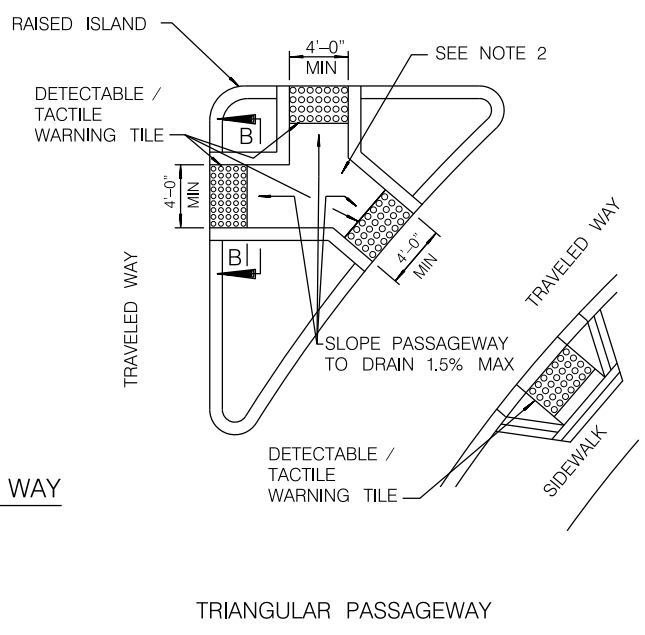 RAISED ISLAND
4'-0"
MIN
SEE NOTE 2
DETECTABLE /
TACTILE
WARNING TILE
B
4'-0"
MIN
4'-0"
MIN
B
TRAVELED WAY
TRAVELED WAY
SLOPE PASSAGEWAY
TO DRAIN 1.5% MAX
DETECTABLE /
TACTILE
WARNING TILE
SIDEWALK
WAY
TRIANGULAR PASSAGEWAY